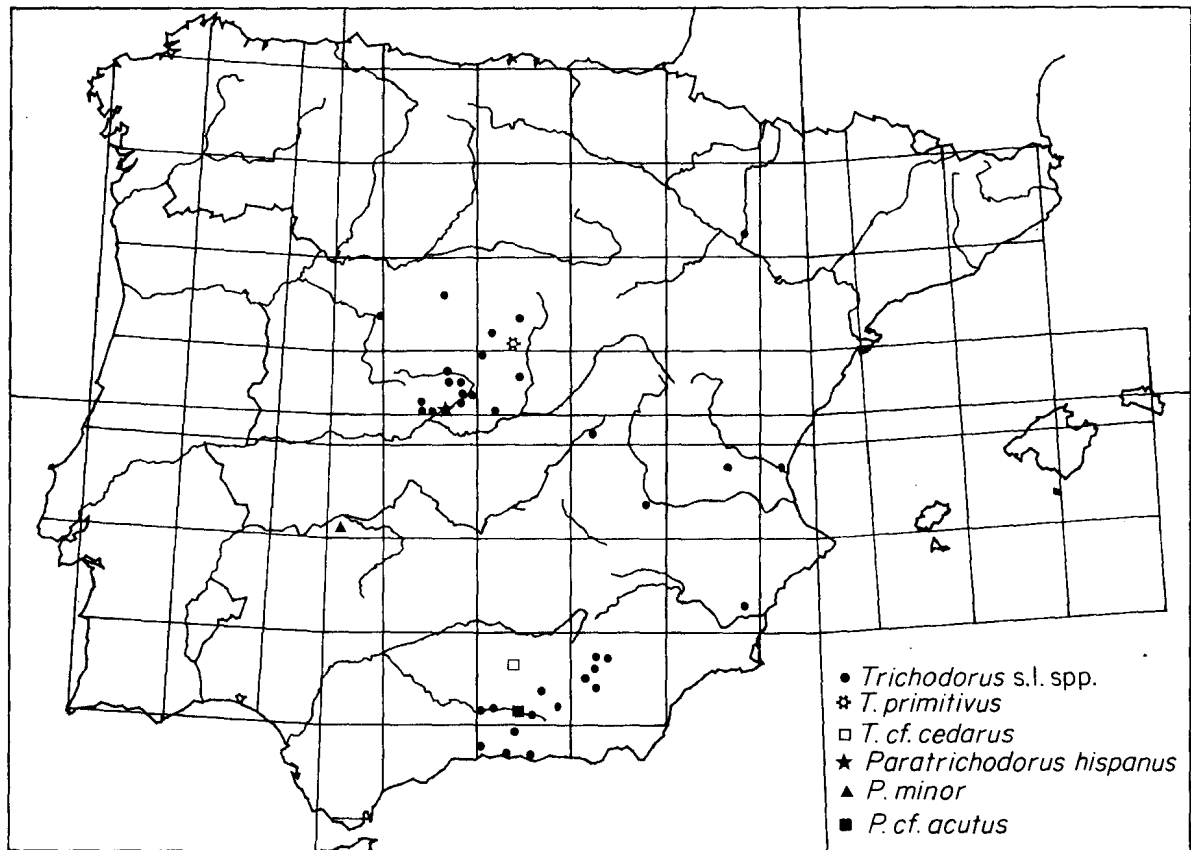 Trichodorus s.l. spp.
T. primitivus
T. cf. cedarus
Paratrichodorus hispanus
P. minor
P. cf. acutus